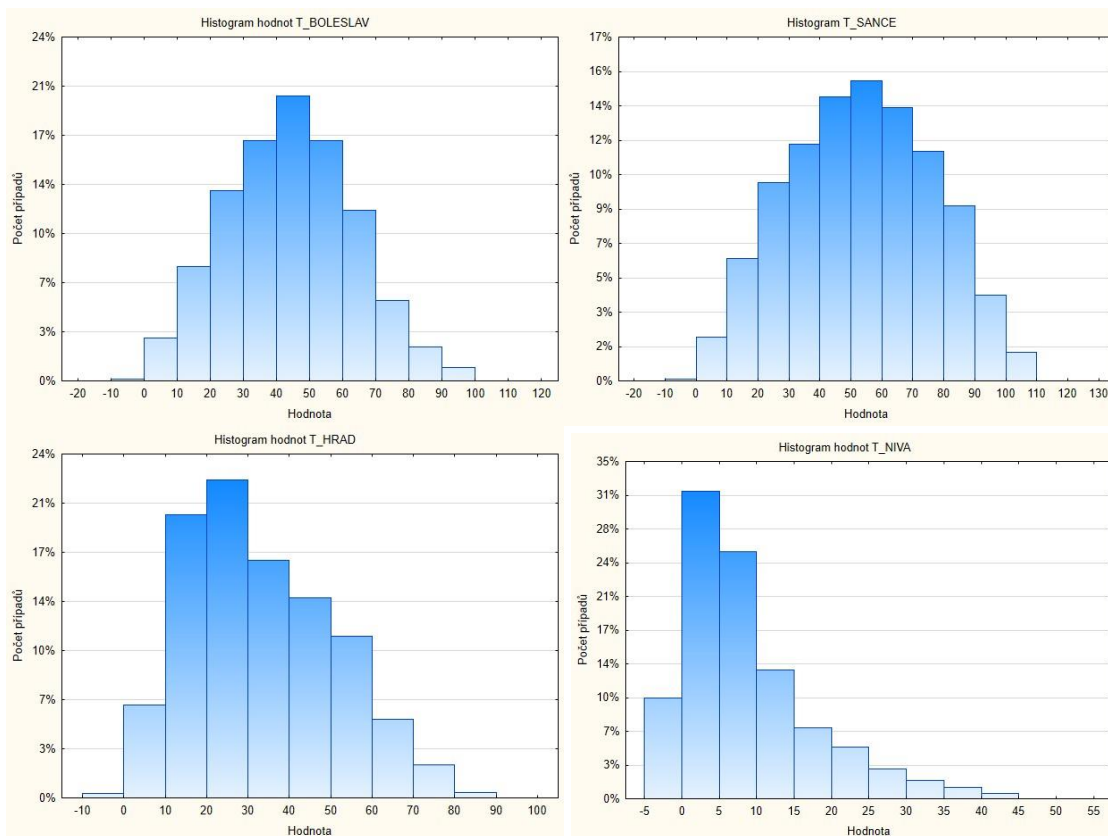 Histogram hodnot T_BOLESLAV
24%
21%
17%
14%
10%
7%
3%
0%
Počet případů
-20 -10 0 10 20 30 40 50 60 70 80 90 100 110 120
Hodnota
Histogram T_SANCE
17%
16%
14%
12%
10%
9%
7%
5%
3%
2%
0%
Počet případů
-20 -10 0 10 20 30 40 50 60 70 80 90 100 110 120 130
Hodnota
Histogram hodnot T_HRAD
24%
21%
17%
14%
10%
7%
3%
0%
Počet případů
-10 0 10 20 30 40 50 60 70 80 90 100
Hodnota
Histogram hodnot T_NIVA
35%
31%
28%
24%
21%
17%
14%
10%
7%
3%
0%
Počet případů
-5 0 5 10 15 20 25 30 35 40 45 50 55
Hodnota